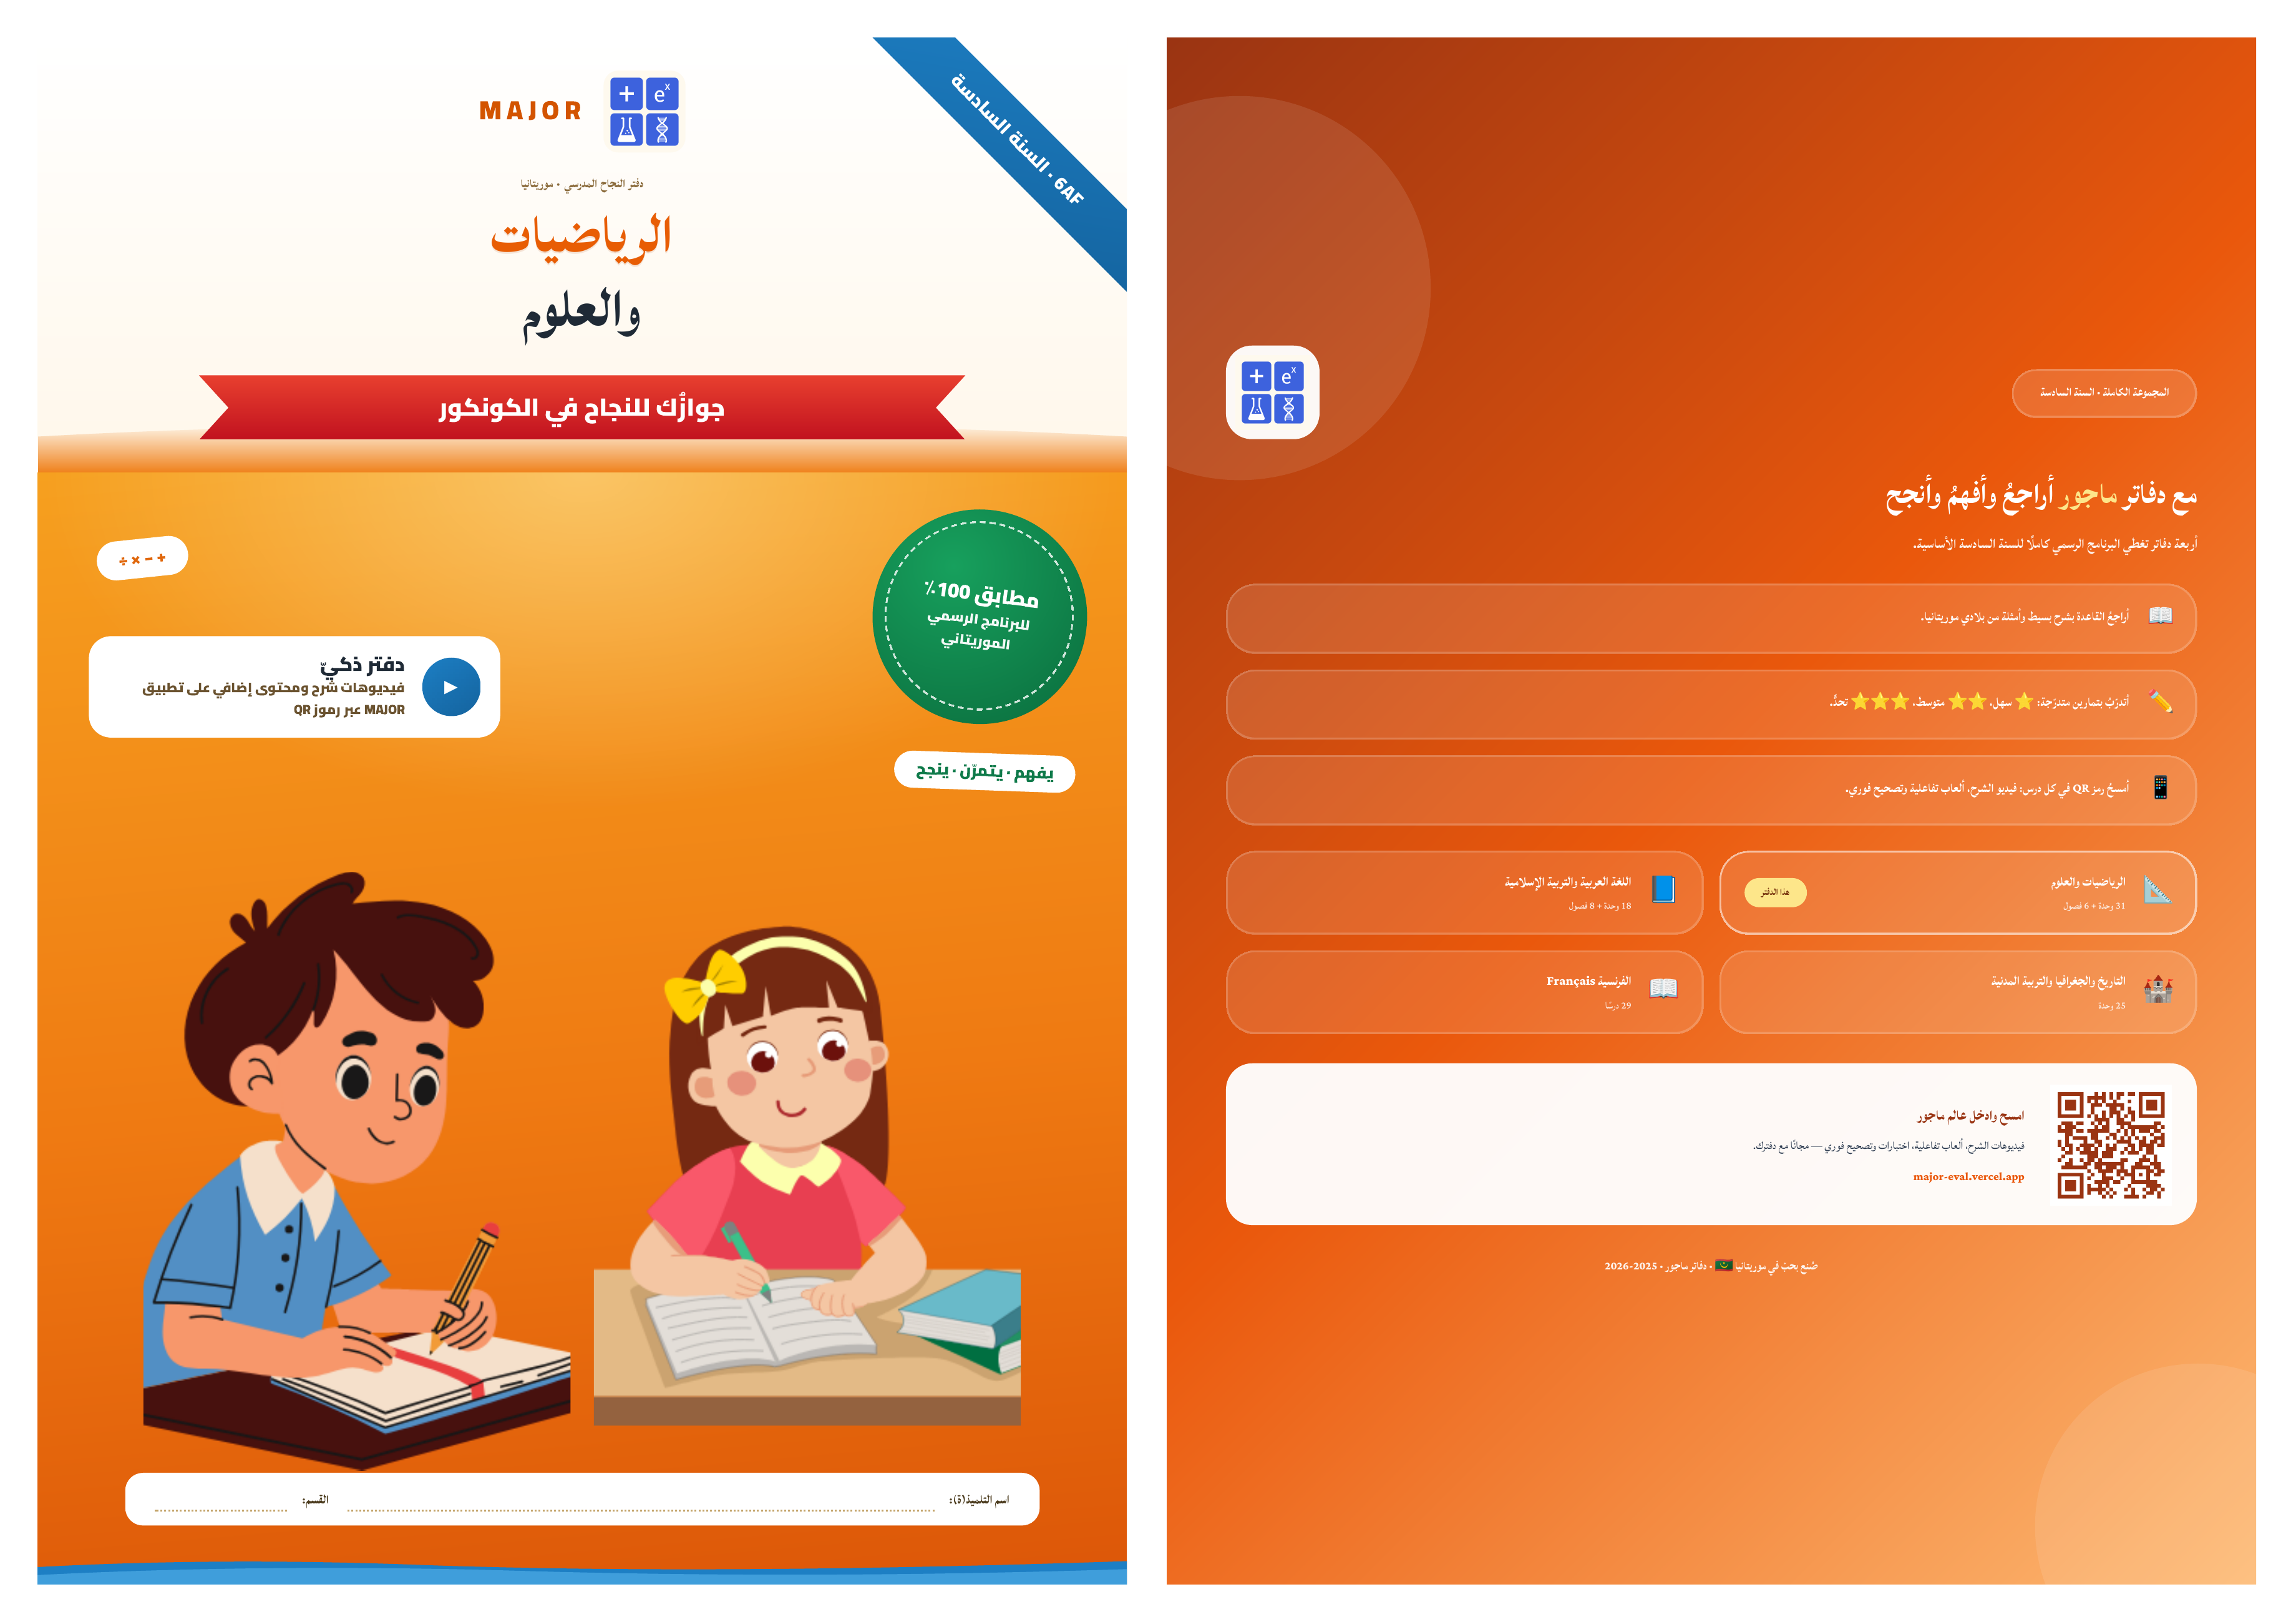 6AF · السنة السادسة
MAJOR
+ eˣ
دفتر النجاح المدرسي • موريتانيا
الرياضيات
والعلوم
جوازُك للنجاح في الكونكور
+ − × ÷
مطابق 100٪
للبرنامج الرسمي
الموريتاني
دفتر ذكيّ
فيديوهات شرح ومحتوى إضافي على تطبيق
MAJOR عبر رموز QR
يفهم · يتمرّن · ينجح
اسم التلميذ(ة):
القسم:
+ eˣ
المجموعة الكاملة • السنة السادسة
مع دفاتر ماجور أراجعُ وأفهمُ وأنجح
أربعة دفاتر تغطي البرنامج الرسمي كاملًا للسنة السادسة الأساسية.
📖 أراجعُ القاعدة بشرح بسيط وأمثلة من بلادي موريتانيا.
✏️ أتدرّبُ بتمارين متدرّجة: ⭐ سهل، ⭐⭐ متوسط، ⭐⭐⭐ تحدٍّ.
📱 أمسحُ رمز QR في كل درس: فيديو الشرح، ألعاب تفاعلية وتصحيح فوري.
الرياضيات والعلوم
31 وحدة + 6 فصول
هذا الدفتر
اللغة العربية والتربية الإسلامية
18 وحدة + 8 فصول
التاريخ والجغرافيا والتربية المدنية
25 وحدة
الفرنسية Français
29 درسًا
امسح وادخل عالم ماجور
فيديوهات الشرح، ألعاب تفاعلية، اختبارات وتصحيح فوري — مجانًا مع دفترك.
major-eval.vercel.app
صُنع بحبّ في موريتانيا 🇲🇷 • دفاتر ماجور • 2025-2026